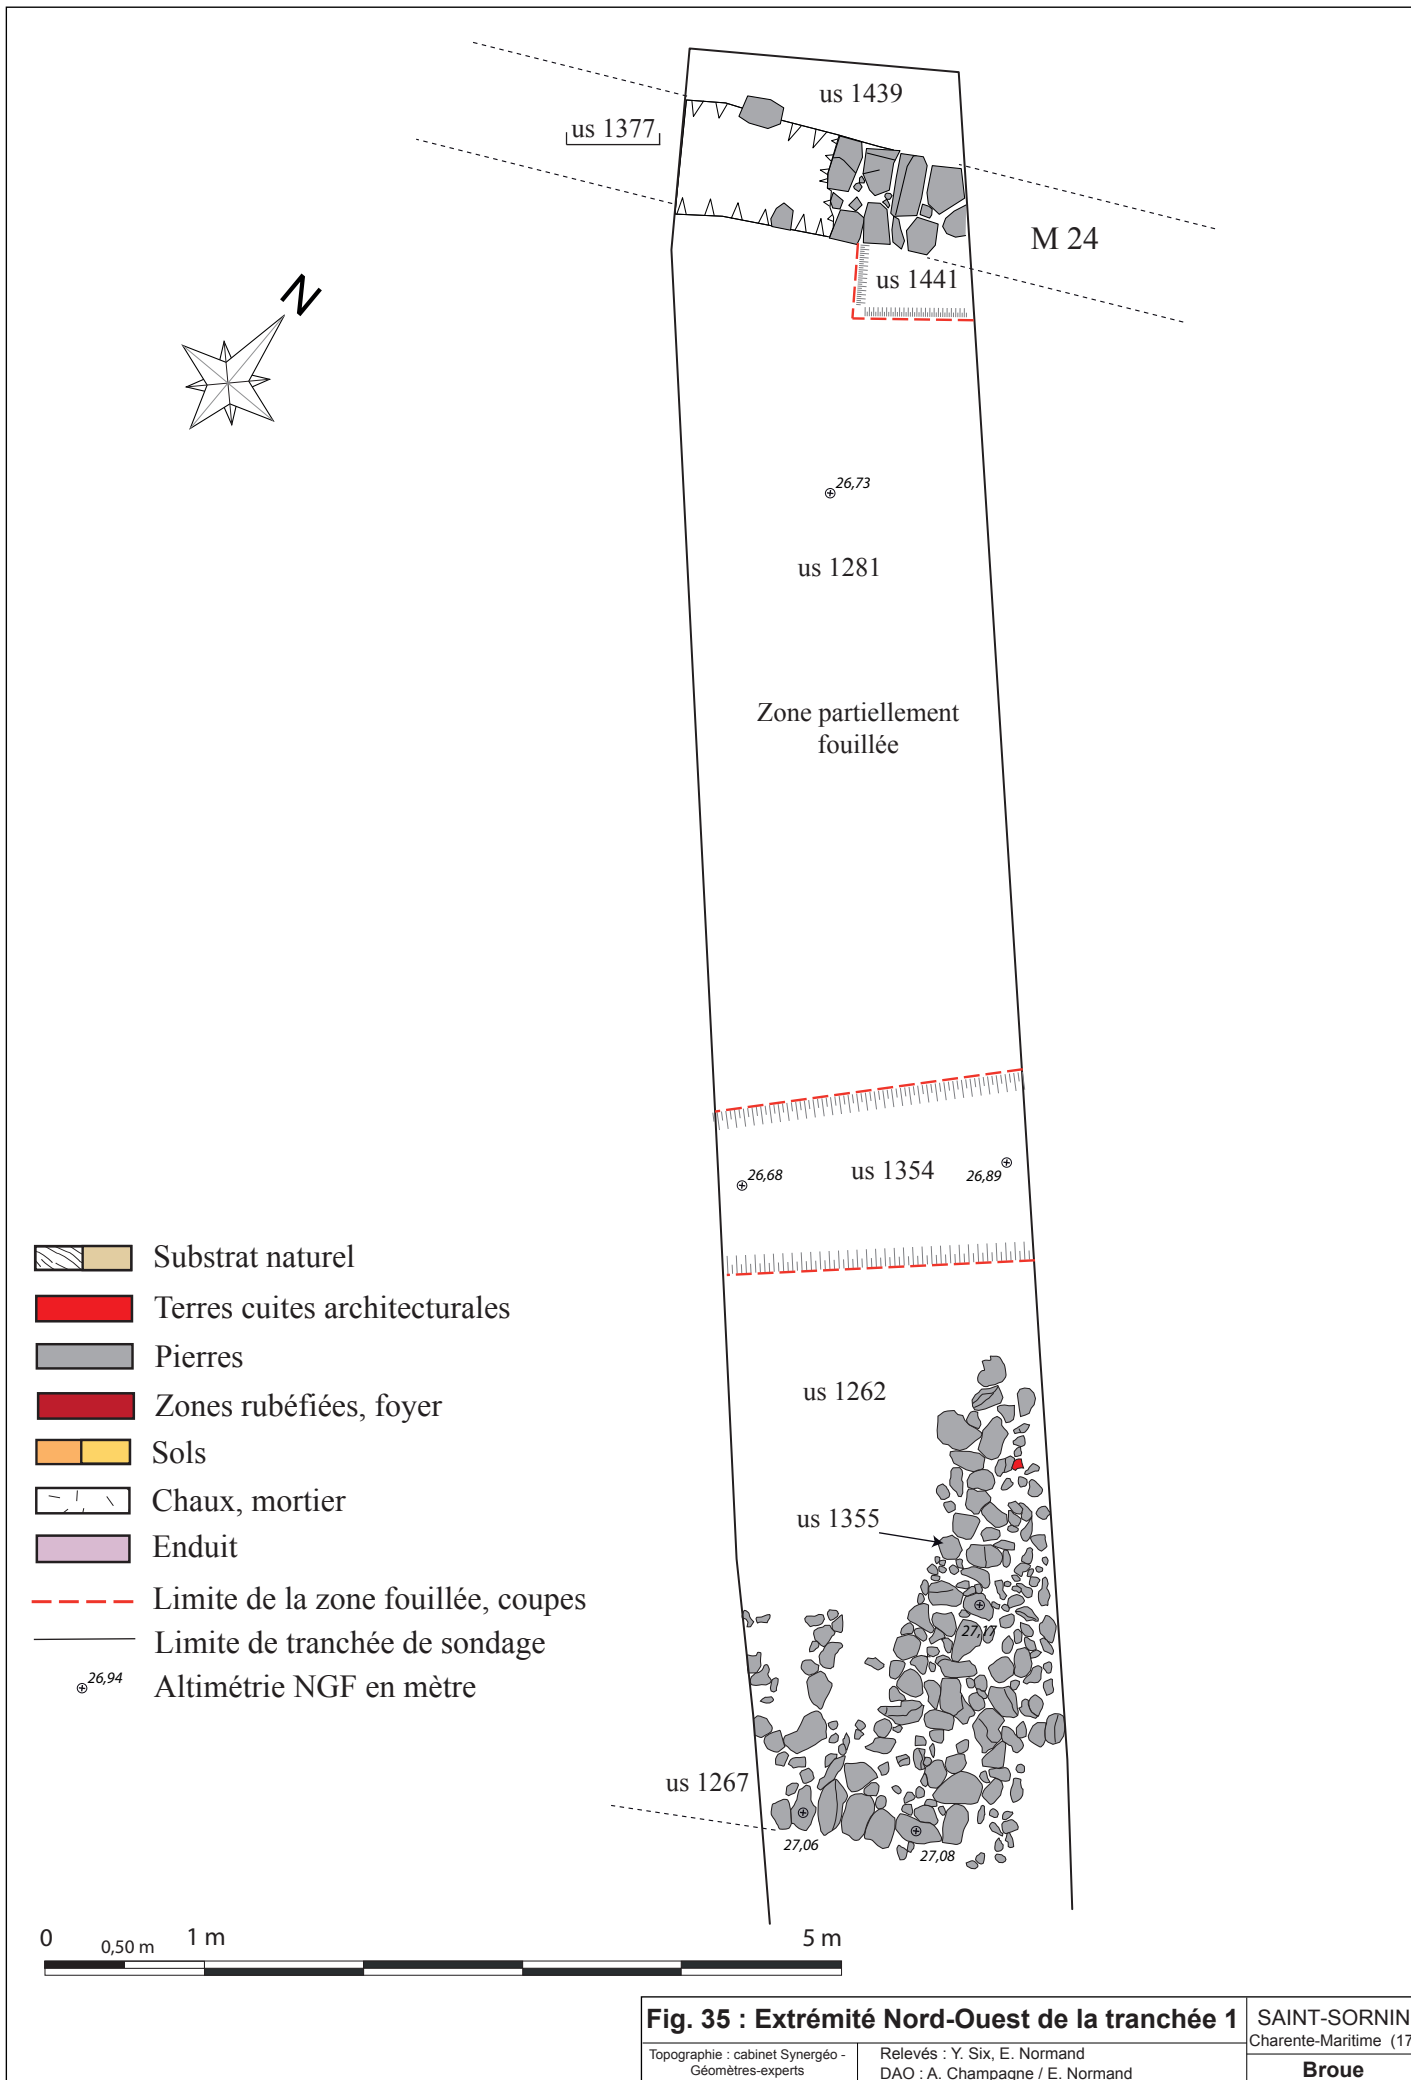 us 1439
us 1377
M 24
us 1441
N
26,73
us 1281
Zone partiellement
fouillée
us 1354
26,68
26,89
Substrat naturel
Terres cuites architecturales
Pierres
Zones rubéfiées, foyer
Sols
Chaux, mortier
Enduit
Limite de la zone fouillée, coupes
Limite de tranchée de sondage
26,94 Altimétrie NGF en mètre
us 1262
us 1355
27,17
us 1267
27,06
27,08
0 0,50 m 1 m 5 m
Fig. 35 : Extrémité Nord-Ouest de la tranchée 1
Topographie : cabinet Synergéo -
Géomètres-experts
Relevés : Y. Six, E. Normand
DAO : A. Champagne / E. Normand
SAINT-SORNIN
Charente-Maritime (17
Broue